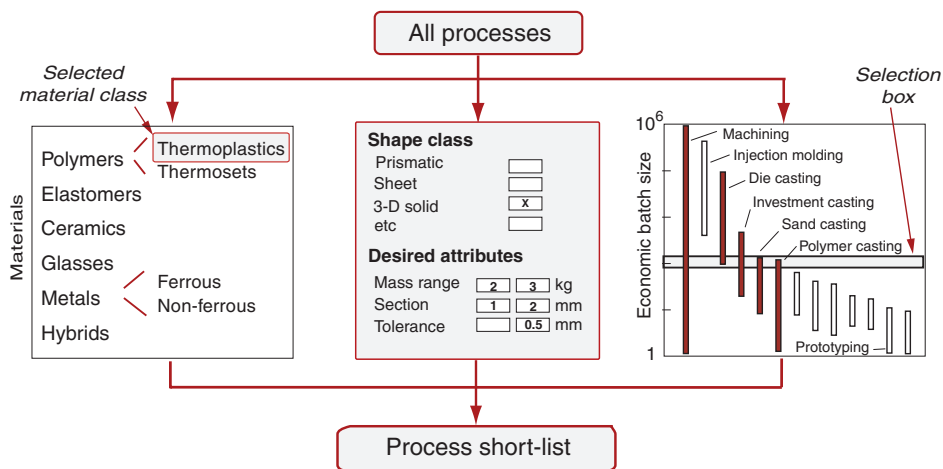 All processes
Selected
material class
Materials
Polymers
Thermoplastics
Thermosets
Elastomers
Ceramics
Glasses
Metals
Ferrous
Non-ferrous
Hybrids
Shape class
Prismatic
Sheet
3-D solid x
etc
Desired attributes
Mass range 2 3 kg
Section 1 2 mm
Tolerance 0.5 mm
Selection
box
Economic batch size
10⁶
1
Machining
Injection molding
Die casting
Investment casting
Sand casting
Polymer casting
Prototyping
Process short-list